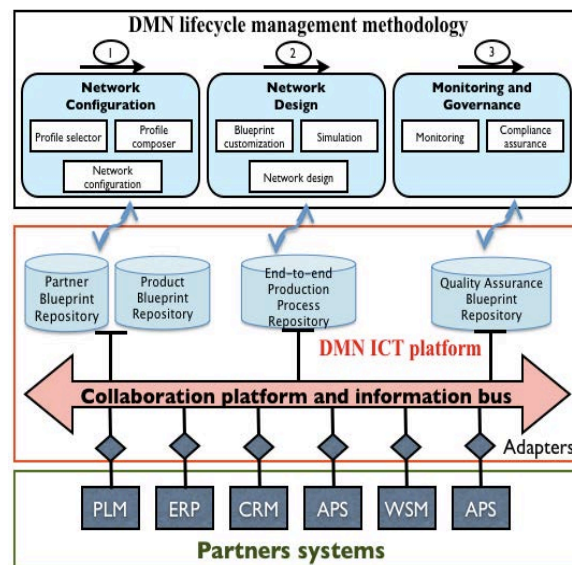 DMN lifecycle management methodology
1
2
3
Network
Configuration
Profile selector
Profile
composer
Network
configuration
Network
Design
Blueprint
customization
Simulation
Network design
Monitoring and
Governance
Monitoring
Compliance
assurance
Partner
Blueprint
Repository
Product
Blueprint
Repository
End-to-end
Production
Process
Repository
Quality Assurance
Blueprint
Repository
DMN ICT platform
Collaboration platform and information bus
Adapters
PLM
ERP
CRM
APS
WSM
APS
Partners systems